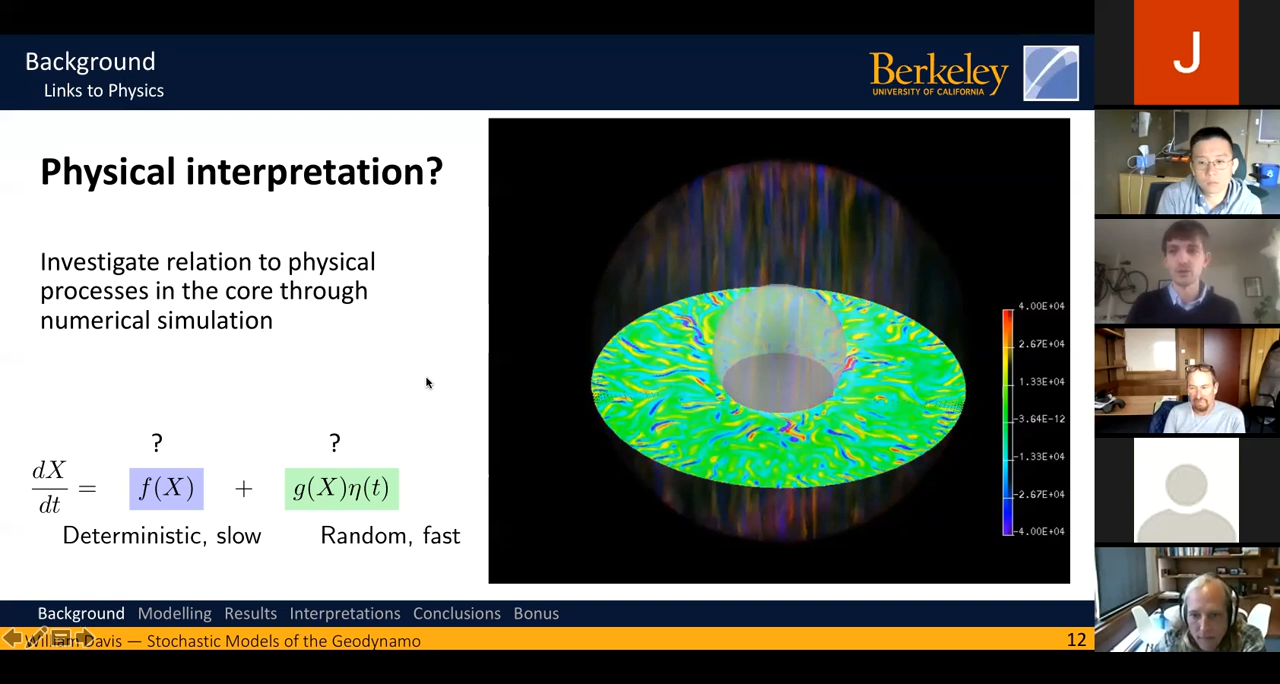 Background
Links to Physics
Berkeley
UNIVERSITY OF CALIFORNIA
J
Physical interpretation?
Investigate relation to physical
processes in the core through
numerical simulation
? ?
dX/dt = f(X) + g(X)η(t)
Deterministic, slow Random, fast
4.00E+04
2.67E+04
1.33E+04
-3.64E-12
-1.33E+04
-2.67E+04
-4.00E+04
Background Modelling Results Interpretations Conclusions Bonus
William Davis — Stochastic Models of the Geodynamo 12